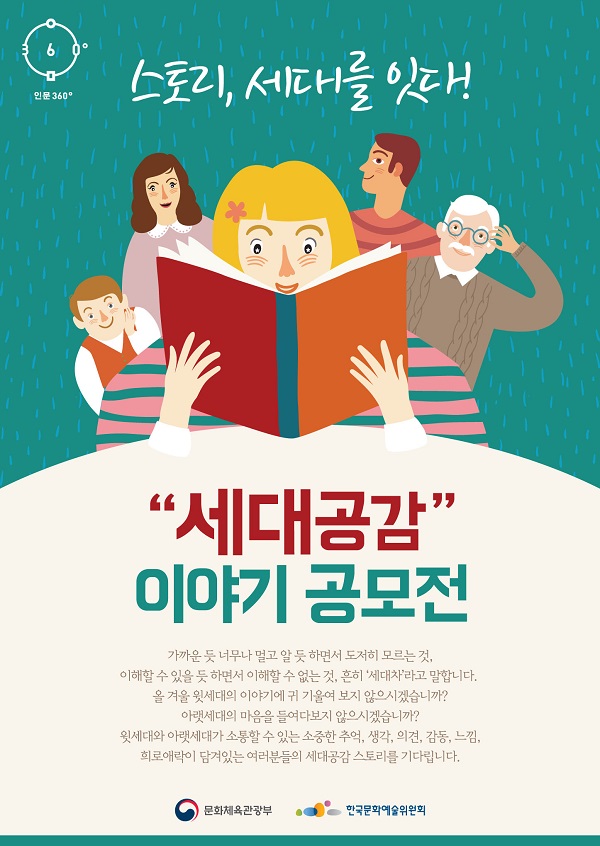 3 6 0°
인문360°
스토리, 세대를 잇다!
“세대공감”
이야기 공모전
가까운 듯 너무나 멀고 알 듯 하면서 도저히 모르는 것,
이해할 수 있을 듯 하면서 이해할 수 없는 것, 흔히 ‘세대차’라고 말합니다.
올 겨울 윗세대의 이야기에 귀 기울여 보지 않으시겠습니까?
아랫세대의 마음을 들여다보지 않으시겠습니까?
윗세대와 아랫세대가 소통할 수 있는 소중한 추억, 생각, 의견, 감동, 느낌,
희로애락이 담겨있는 여러분들의 세대공감 스토리를 기다립니다.
문화체육관광부 한국문화예술위원회